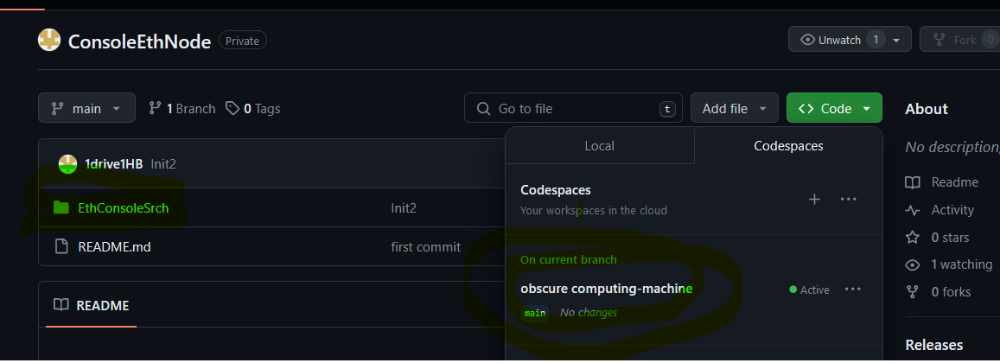 ConsoleEthNode Private Unwatch 1 Fork 0
main 1 Branch 0 Tags Go to file t Add file Code About
Local Codespaces
No description,
1drive1HB Init2
Codespaces
Your workspaces in the cloud
Readme
EthConsoleSrch Init2
Activity
README.md first commit
0 stars
On current branch
1 watching
obscure computing-machine Active
0 forks
README
main No changes
Releases